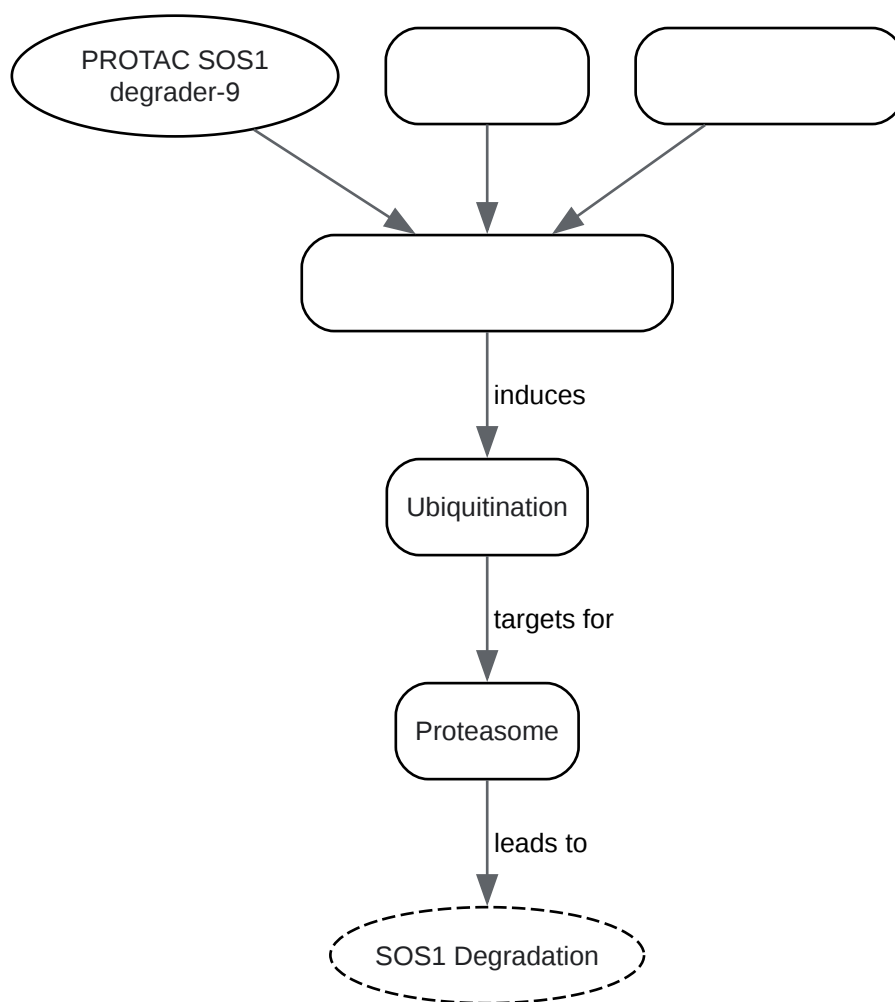 PROTAC SOS1
degrader-9
induces
Ubiquitination
targets for
Proteasome
leads to
SOS1 Degradation